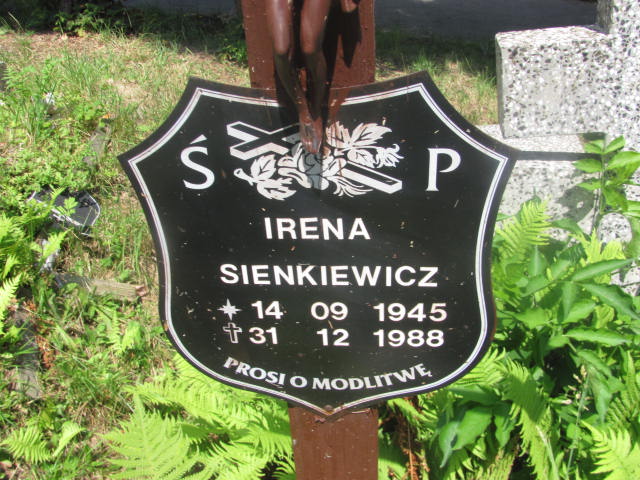 Ś P
IRENA
SIENKIEWICZ
14 09 1945
31 12 1988
PROSI O MODLITWĘ